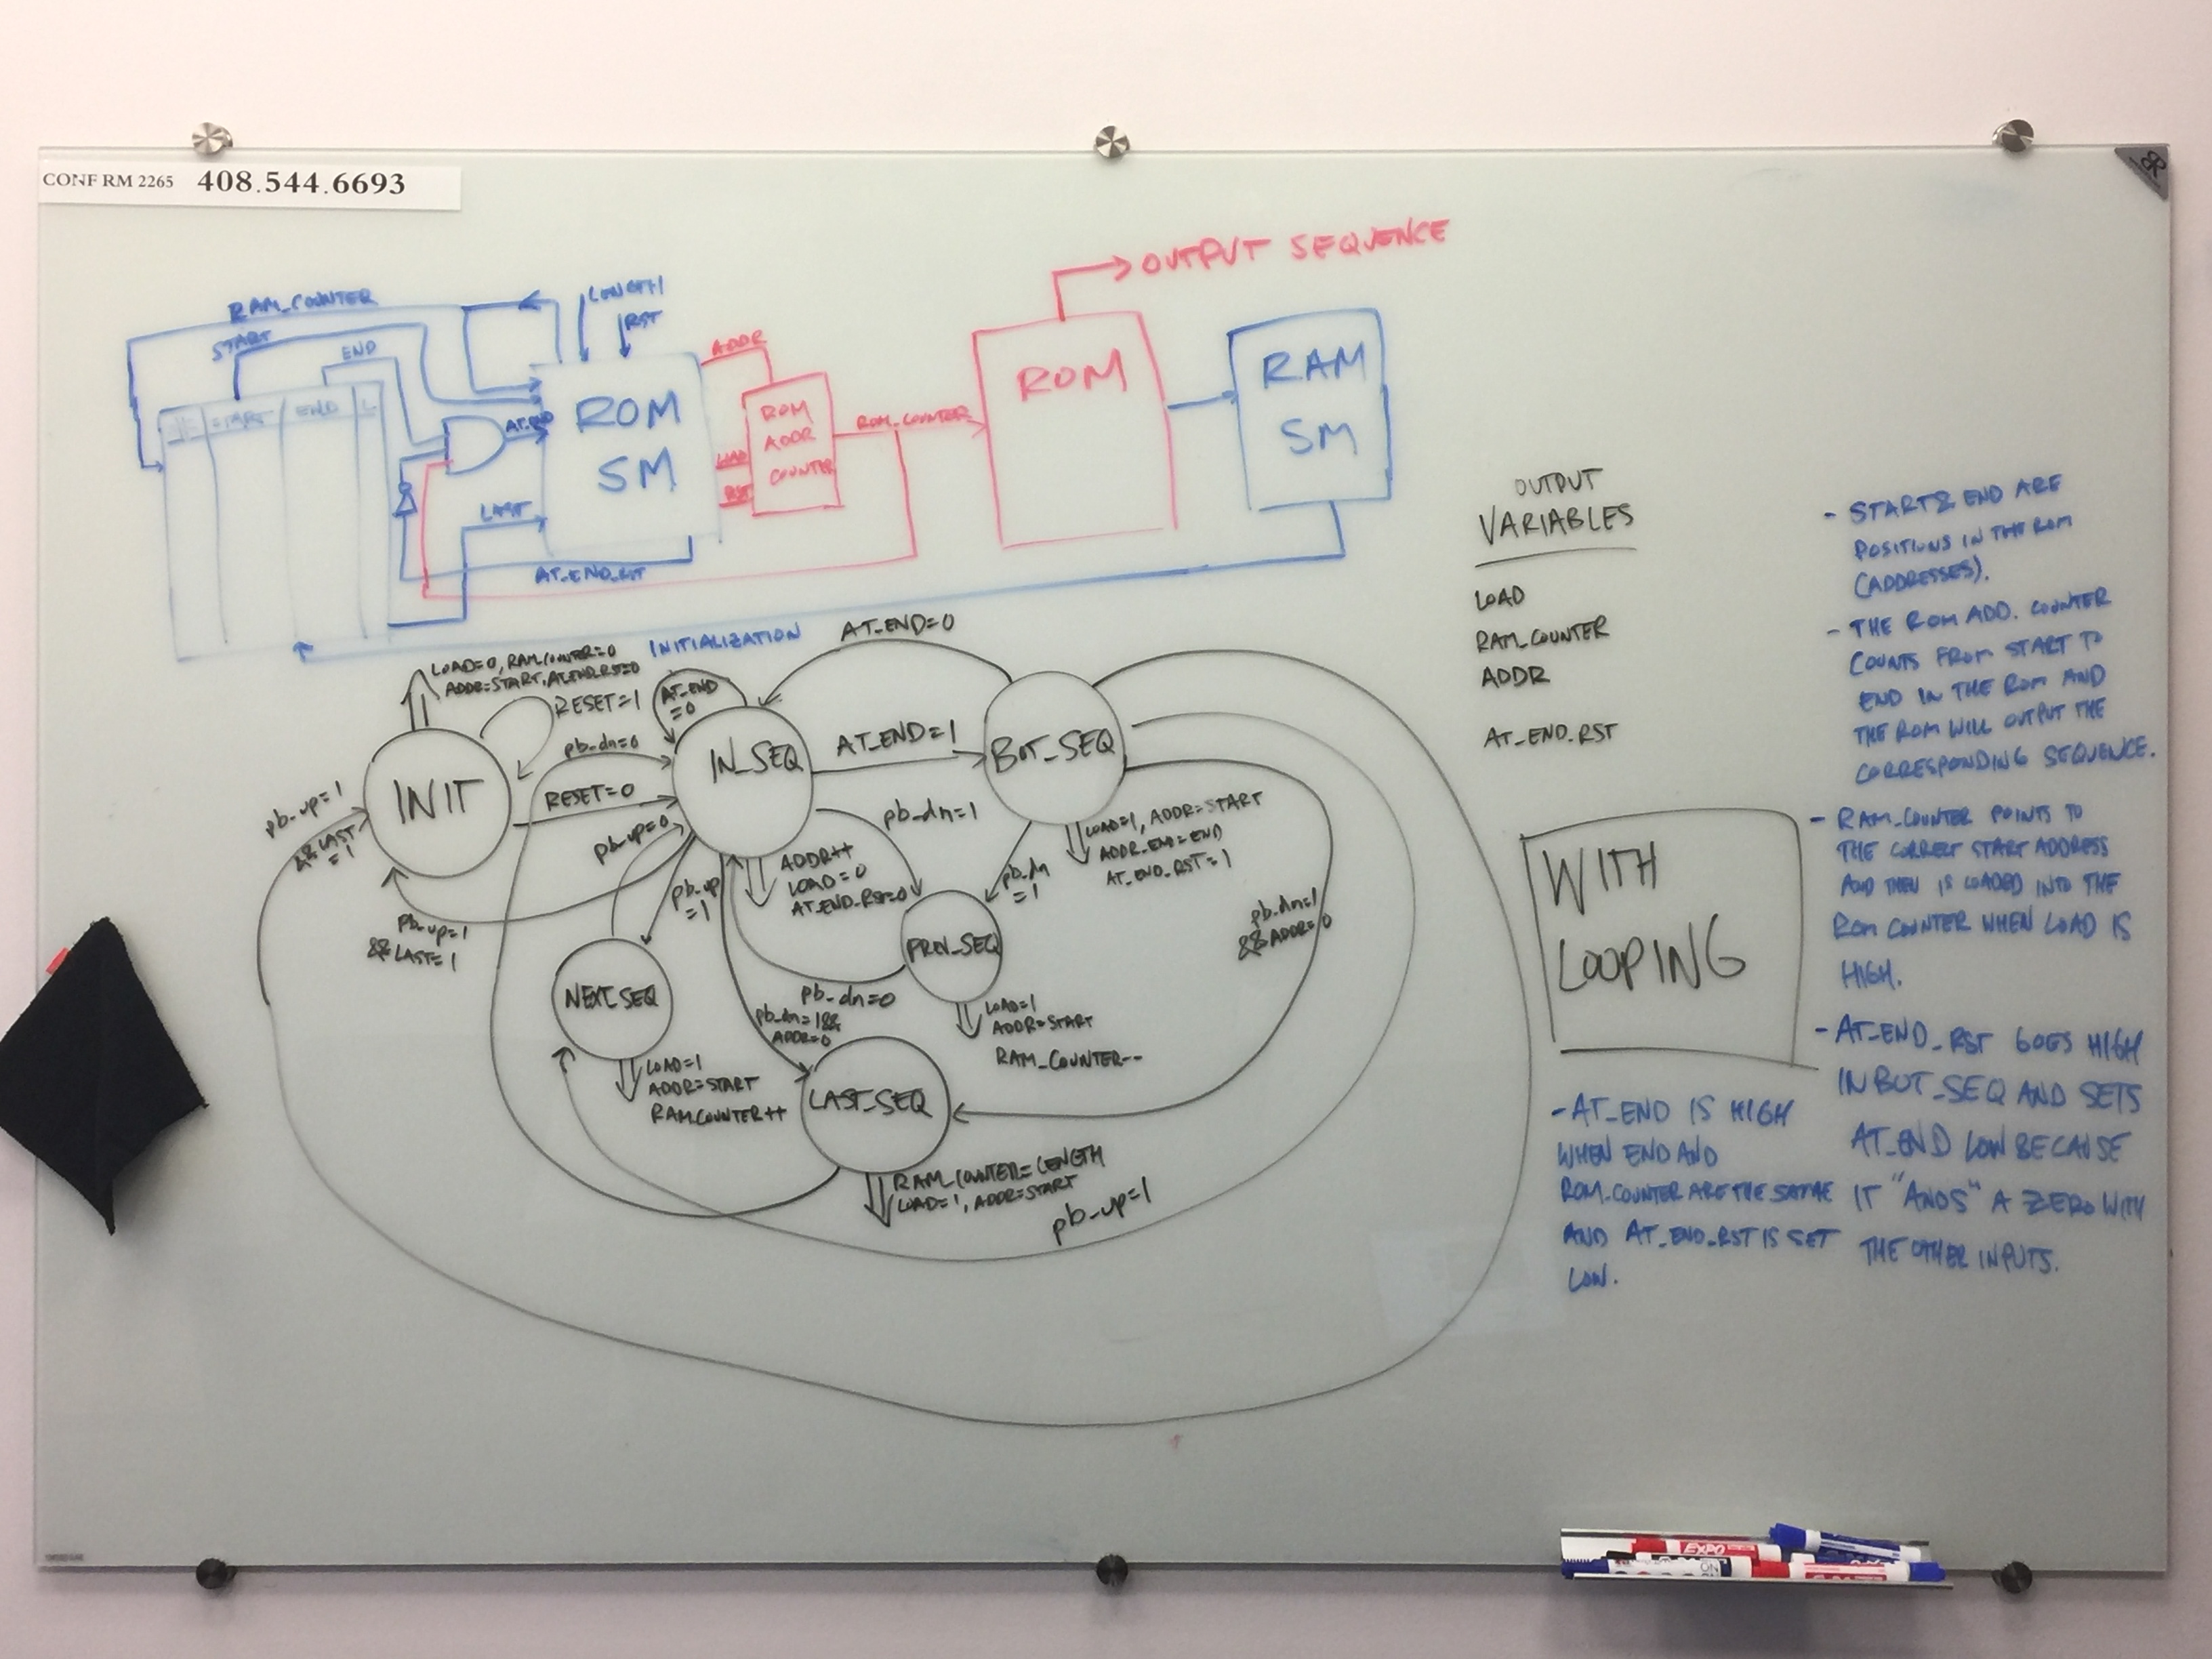 CONF RM 2265 408.544.6693
OUTPUT SEQUENCE
RAM_COUNTER
START
END
LENGTH
RST
# START END L
AT_END
LAST
AT_END_RST
ROM
SM
ADDR
LOAD
RST
ROM
ADDR
COUNTER
ROM_COUNTER
ROM
RAM
SM
INITIALIZATION
LOAD=0, RAM_COUNTER=0
ADDR=START, AT_END_RST=0
RESET=1
INIT
RESET=0
pb_dn=0
pb_up=0
pb_up=1
&& LAST
=1
pb_up=1
&& LAST=1
AT_END
=0
IN_SEQ
AT_END=0
AT_END=1
BOT_SEQ
pb_dn=1
ADDR++
LOAD=0
AT_END_RST=0
LOAD=1, ADDR=START
ADDR_END=END
AT_END_RST=1
pb_up
=1
pb_dn
=1
PREV_SEQ
pb_dn=0
LOAD=1
ADDR=START
RAM_COUNTER--
pb_dn=1
&& ADDR=0
NEXT_SEQ
LOAD=1
ADDR=START
RAM_COUNTER++
pb_dn=1&&
ADDR=0
LAST_SEQ
RAM_COUNTER=LENGTH
LOAD=1, ADDR=START
pb_up=1
OUTPUT
VARIABLES
LOAD
RAM_COUNTER
ADDR
AT_END_RST
WITH
LOOPING
- START & END ARE
POSITIONS IN THE ROM
(ADDRESSES).
- THE ROM ADD. COUNTER
COUNTS FROM START TO
END IN THE ROM AND
THE ROM WILL OUTPUT THE
CORRESPONDING SEQUENCE.
- RAM_COUNTER POINTS TO
THE CORRECT START ADDRESS
AND THEN IS LOADED INTO THE
ROM COUNTER WHEN LOAD IS
HIGH.
- AT_END_RST GOES HIGH
IN BOT_SEQ AND SETS
AT_END LOW BECAUSE
IT "ANDS" A ZERO WITH
THE OTHER INPUTS.
- AT_END IS HIGH
WHEN END AND
ROM_COUNTER ARE THE SAME
AND AT_END_RST IS SET
LOW.
EXPO